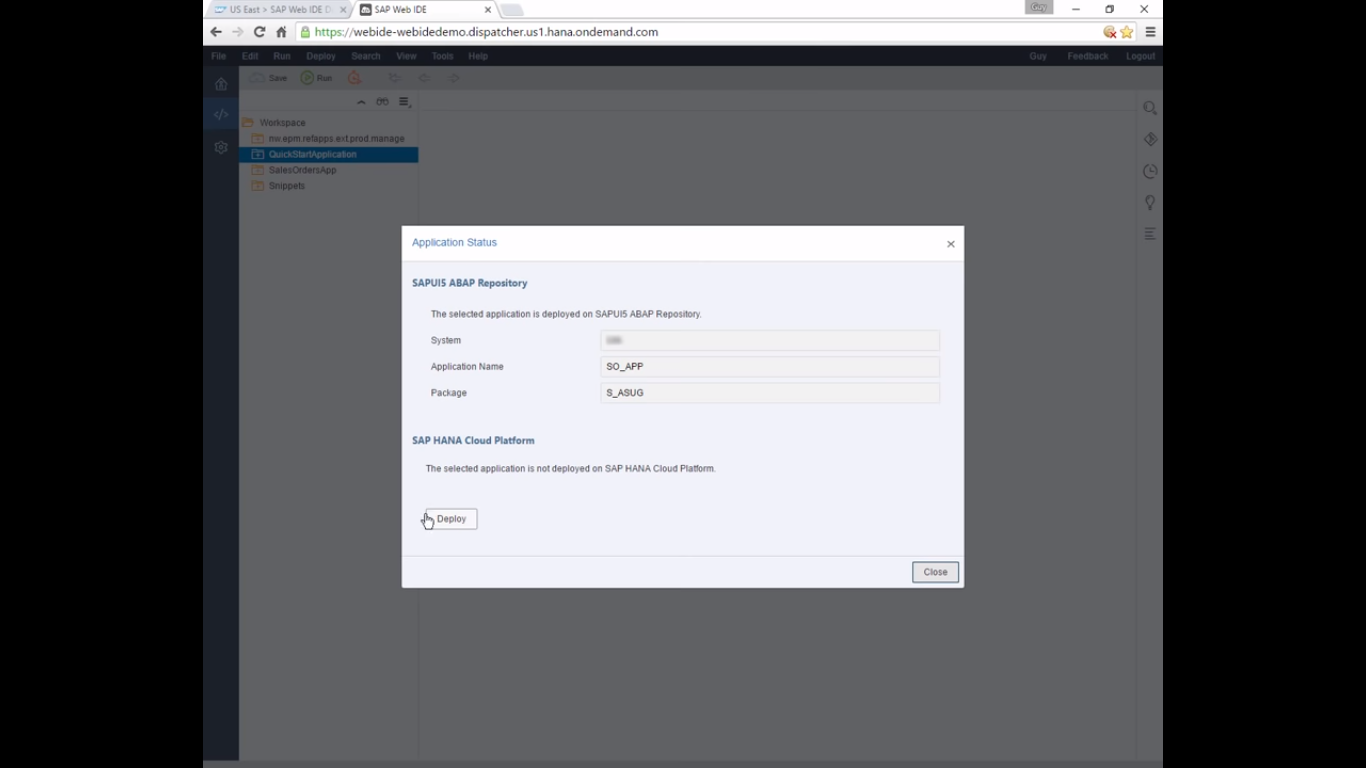 US East > SAP Web IDE D
SAP Web IDE
Guy
https://webide-webidedemo.dispatcher.us1.hana.ondemand.com
File Edit Run Deploy Search View Tools Help Guy Feedback Logout
Save Run
Workspace
nw.epm.refapps.ext.prod.manage
QuickStartApplication
SalesOrdersApp
Snippets
Application Status
SAPUI5 ABAP Repository
The selected application is deployed on SAPUI5 ABAP Repository.
System
Application Name SO_APP
Package S_ASUG
SAP HANA Cloud Platform
The selected application is not deployed on SAP HANA Cloud Platform.
Deploy
Close